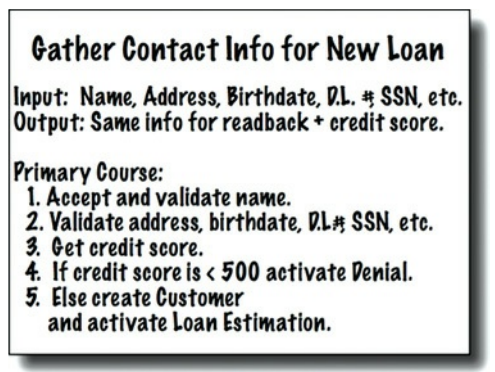 Gather Contact Info for New Loan
Input: Name, Address, Birthdate, D.L. #, SSN, etc.
Output: Same info for readback + credit score.
Primary Course:
1. Accept and validate name.
2. Validate address, birthdate, D.L.#, SSN, etc.
3. Get credit score.
4. If credit score is < 500 activate Denial.
5. Else create Customer
and activate Loan Estimation.